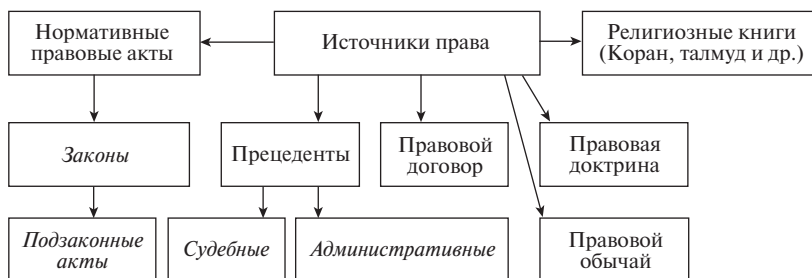 Нормативные
правовые акты
Источники права
Религиозные книги
(Коран, талмуд и др.)
Законы
Прецеденты
Правовой
договор
Правовая
доктрина
Подзаконные
акты
Судебные
Административные
Правовой
обычай